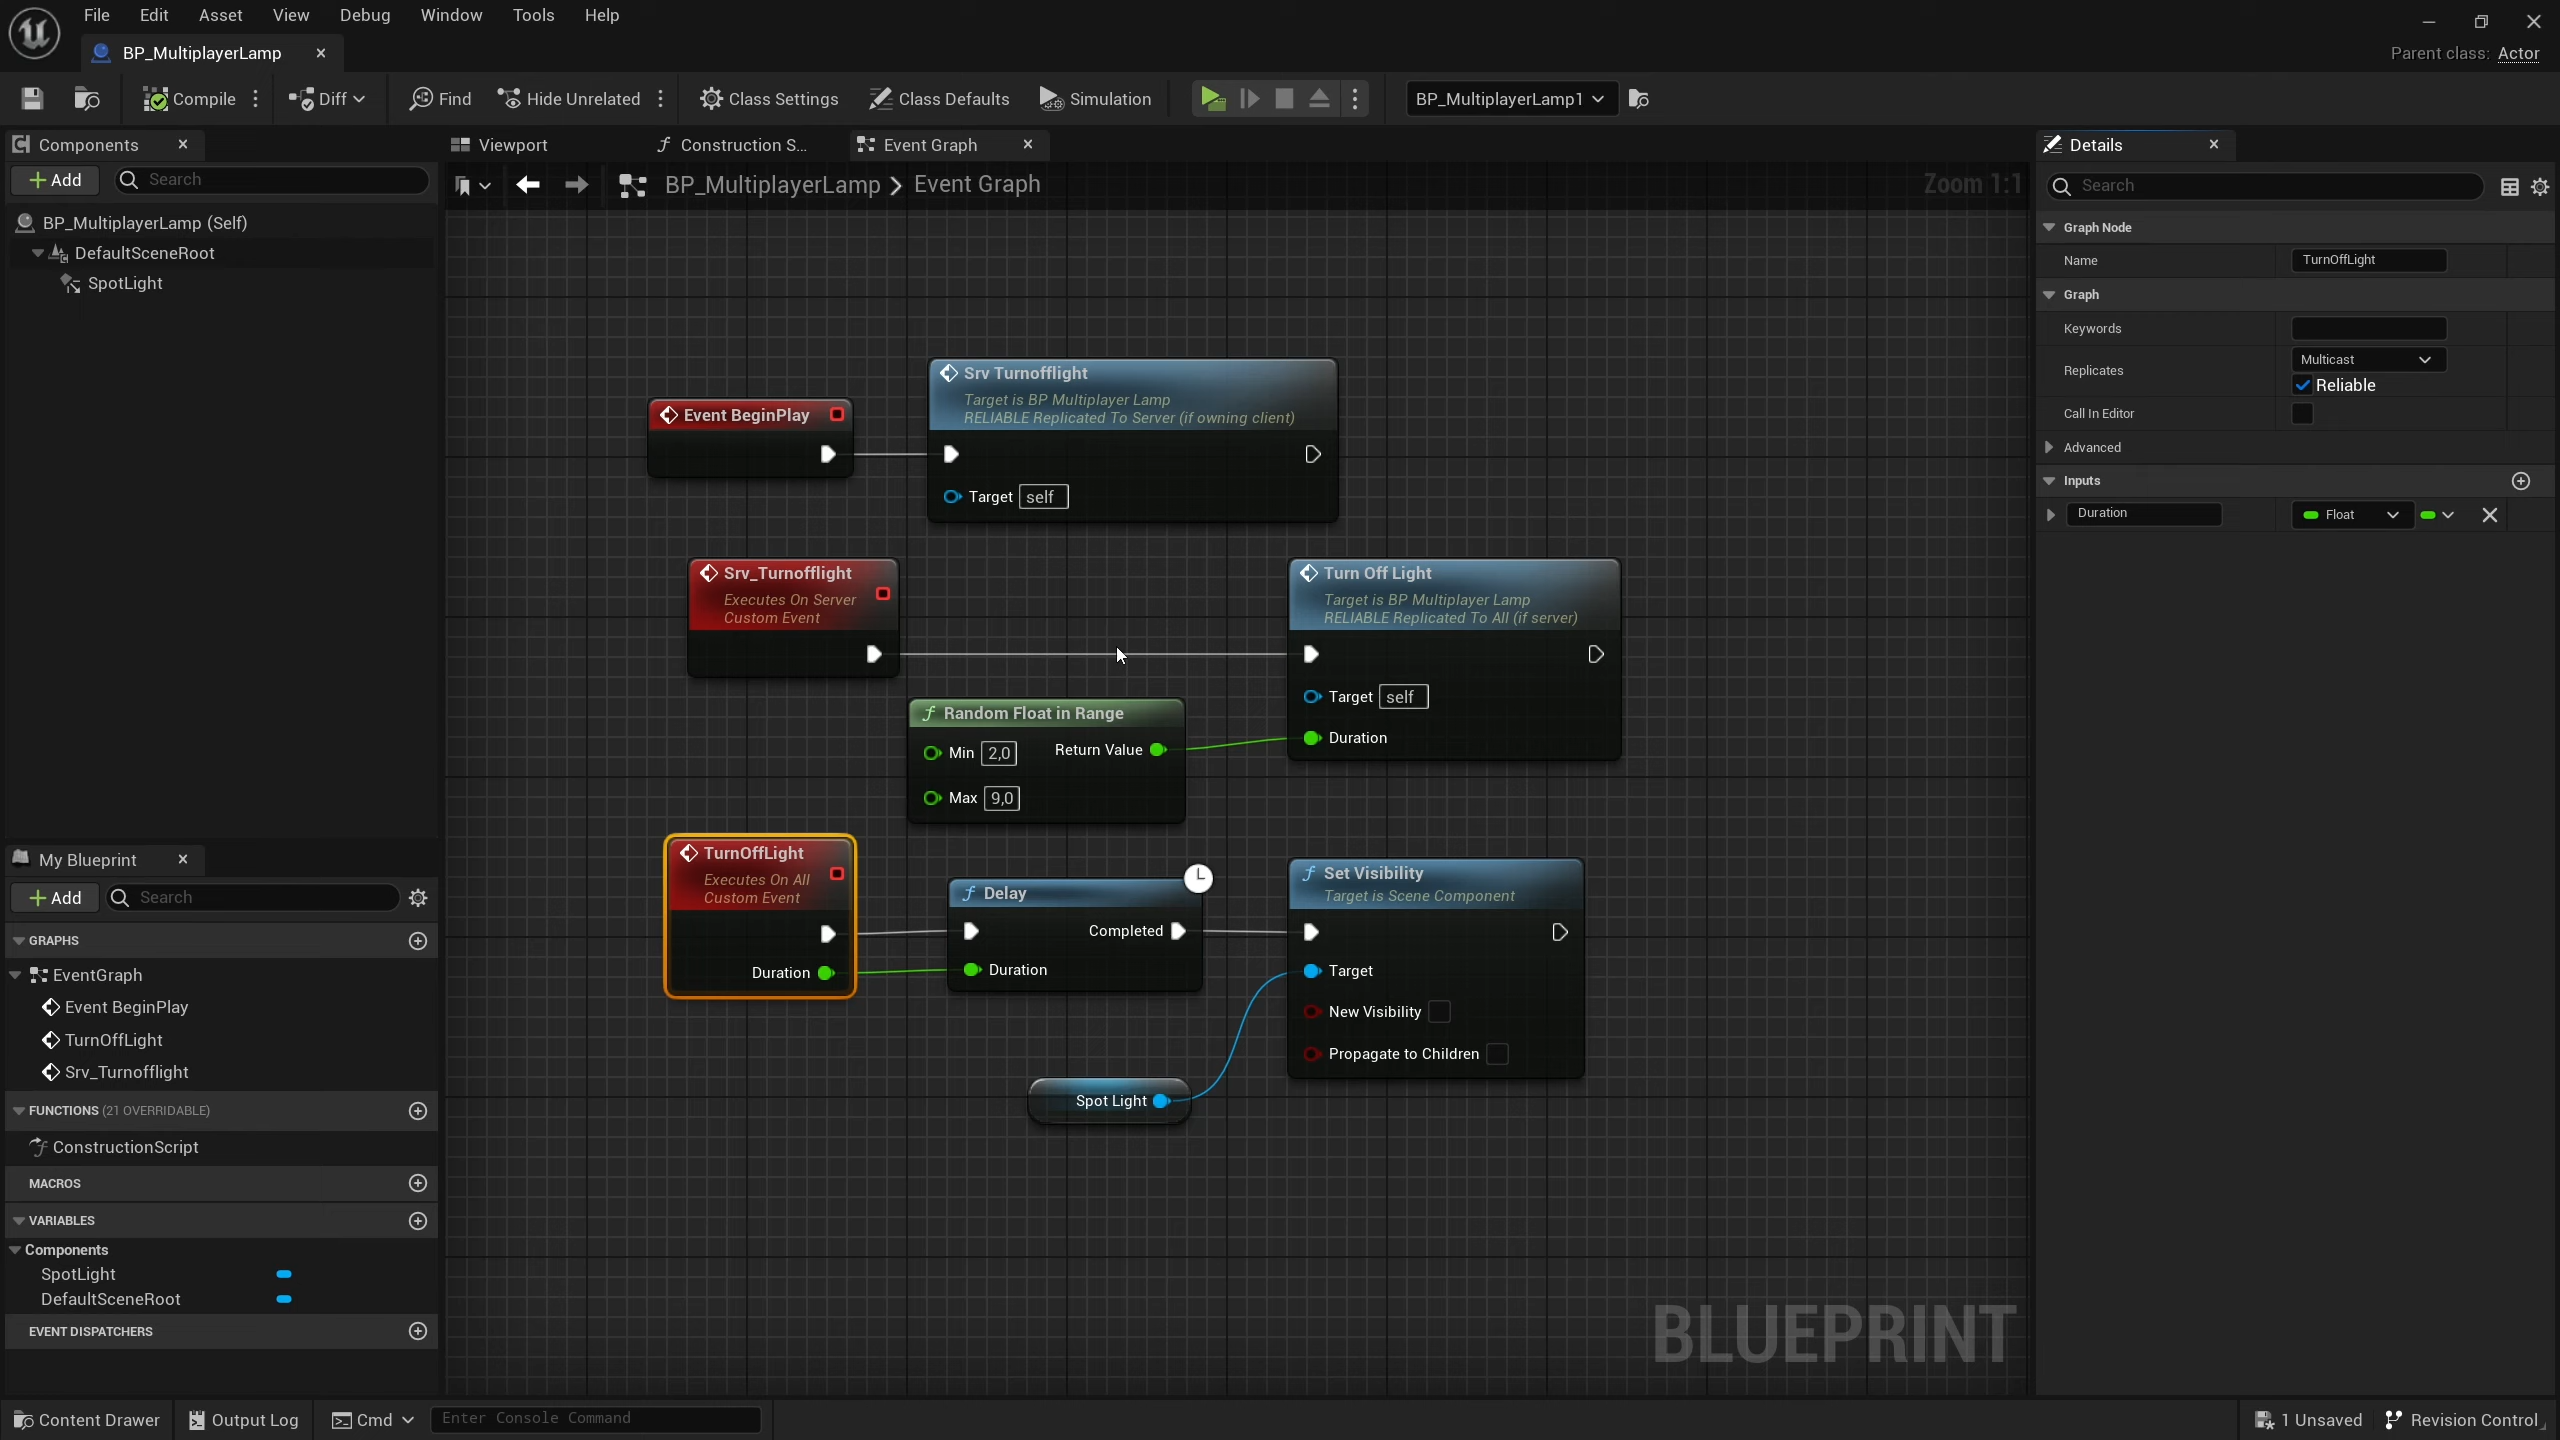 File Edit Asset View Debug Window Tools Help
BP_MultiplayerLamp
Parent class: Actor
Compile Diff Find Hide Unrelated Class Settings Class Defaults Simulation BP_MultiplayerLamp1
Components
Add Search
BP_MultiplayerLamp (Self)
DefaultSceneRoot
SpotLight
Viewport Construction S... Event Graph
BP_MultiplayerLamp > Event Graph Zoom 1:1
Event BeginPlay
Srv Turnofflight
Target is BP Multiplayer Lamp
RELIABLE Replicated To Server (if owning client)
Target self
Srv_Turnofflight
Executes On Server
Custom Event
Turn Off Light
Target is BP Multiplayer Lamp
RELIABLE Replicated To All (if server)
Target self
Duration
Random Float in Range
Min 2,0 Return Value
Max 9,0
TurnOffLight
Executes On All
Custom Event
Duration
Delay
Completed
Duration
Set Visibility
Target is Scene Component
Target
New Visibility
Propagate to Children
Spot Light
BLUEPRINT
Details
Search
Graph Node
Name TurnOffLight
Graph
Keywords
Replicates Multicast
Reliable
Call In Editor
Advanced
Inputs
Duration Float
My Blueprint
Add Search
GRAPHS
EventGraph
Event BeginPlay
TurnOffLight
Srv_Turnofflight
FUNCTIONS (21 OVERRIDABLE)
ConstructionScript
MACROS
VARIABLES
Components
SpotLight
DefaultSceneRoot
EVENT DISPATCHERS
Content Drawer Output Log Cmd Enter Console Command 1 Unsaved Revision Control